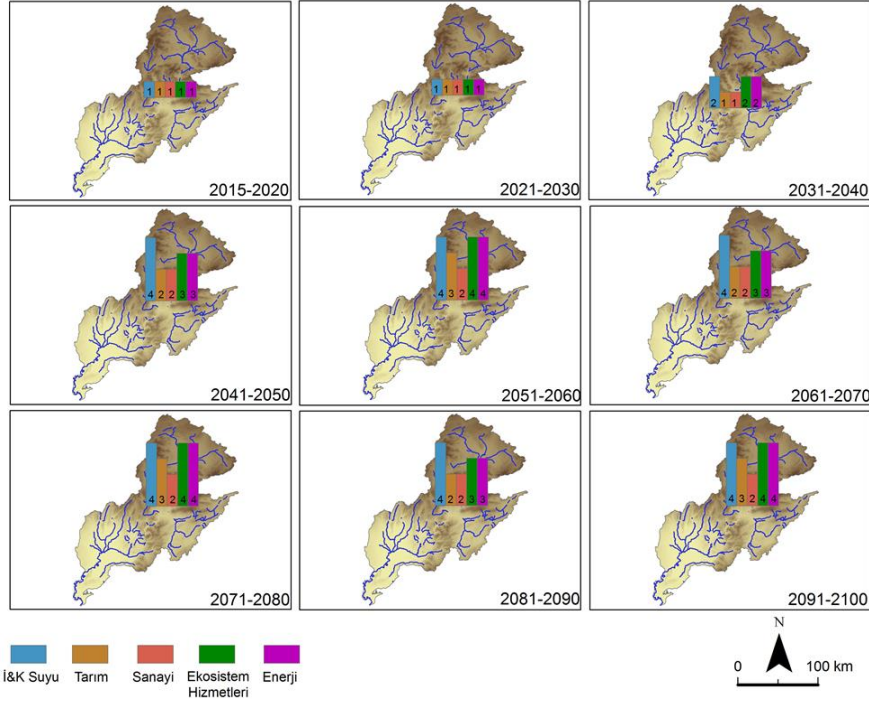 1 1 1 1 1
2015-2020
1 1 1 1 1
2021-2030
2 1 1 2 2
2031-2040
4 2 2 3 3
2041-2050
4 3 2 4 4
2051-2060
4 2 2 3 3
2061-2070
4 3 2 4 4
2071-2080
4 2 2 3 3
2081-2090
4 3 2 4 4
2091-2100
İ&K Suyu
Tarım
Sanayi
Ekosistem
Hizmetleri
Enerji
N
0 100 km